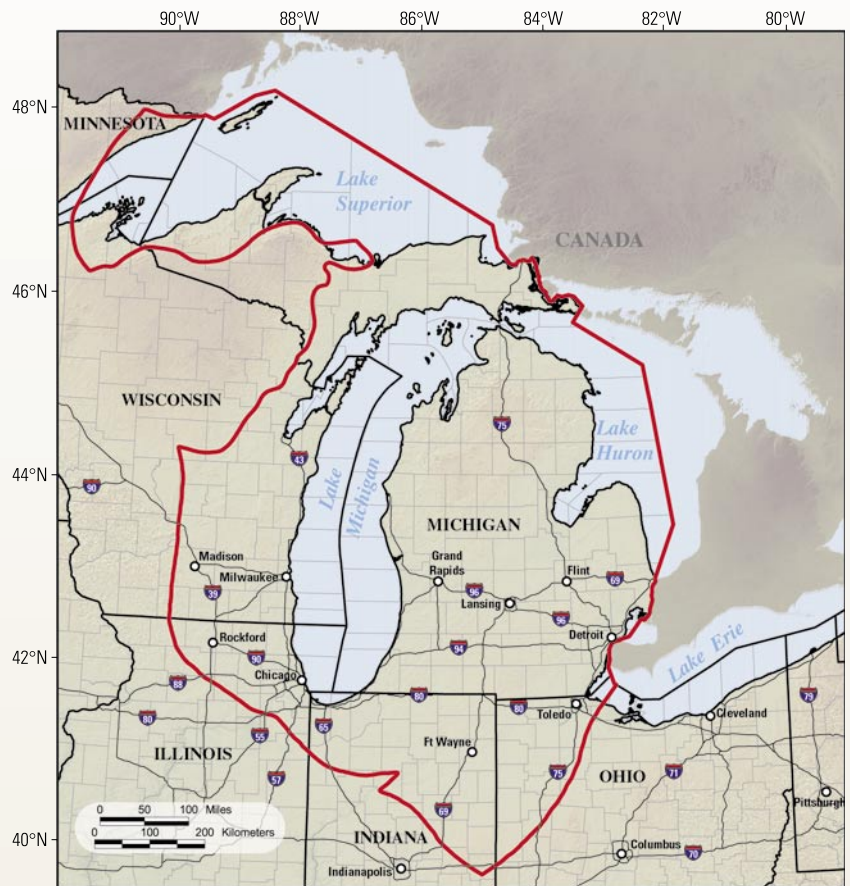 90°W 88°W 86°W 84°W 82°W 80°W
48°N
MINNESOTA
Lake
Superior
CANADA
46°N
WISCONSIN
75
Lake
Huron
43
44°N
90
Lake
Michigan
MICHIGAN
Madison
Grand
Rapids
Flint
Milwaukee
69
39
96
Lansing
96
Rockford
Detroit
94
Lake Erie
42°N
90
Chicago
88
80
79
80
Toledo
Cleveland
80
65
55
Ft Wayne
ILLINOIS
57
75
OHIO
71
Pittsburgh
0 50 100 Miles
0 100 200 Kilometers
69
40°N
INDIANA
Columbus
70
Indianapolis